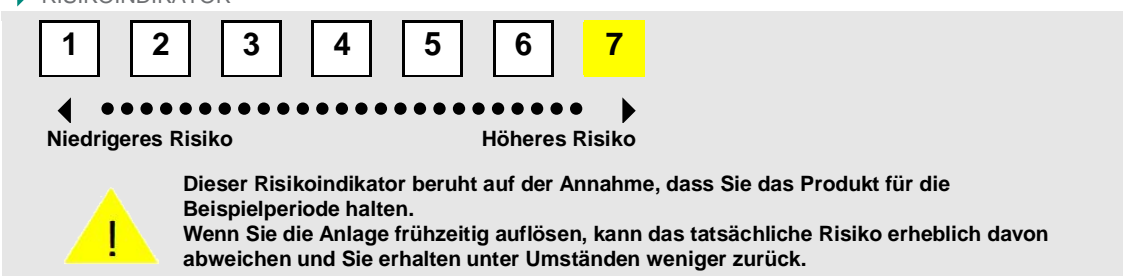 RISIKOINDIKATOR
1 2 3 4 5 6 7
Niedrigeres Risiko Höheres Risiko
Dieser Risikoindikator beruht auf der Annahme, dass Sie das Produkt für die
Beispielperiode halten.
! Wenn Sie die Anlage frühzeitig auflösen, kann das tatsächliche Risiko erheblich davon
abweichen und Sie erhalten unter Umständen weniger zurück.